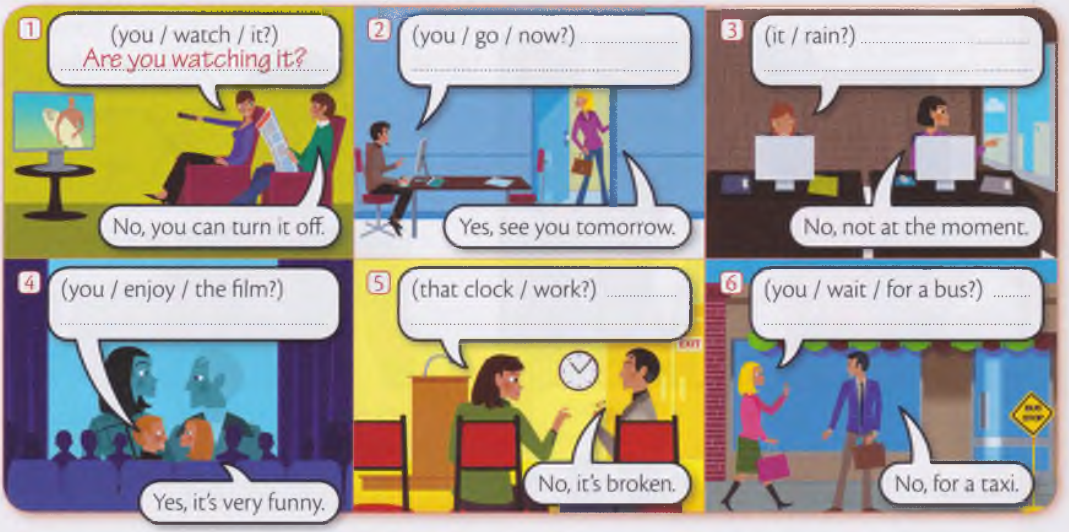 1
(you / watch / it?)
Are you watching it?
No, you can turn it off.
2
(you / go / now?)
Yes, see you tomorrow.
3
(it / rain?)
No, not at the moment.
4
(you / enjoy / the film?)
Yes, it's very funny.
5
(that clock / work?)
EXIT
No, it's broken.
6
(you / wait / for a bus?)
BUS
STOP
No, for a taxi.